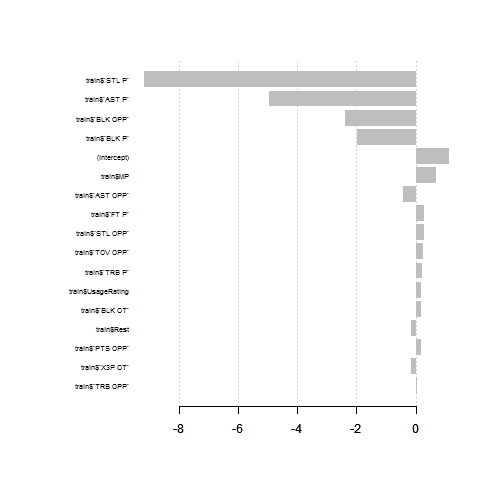 train$`STL P`
train$`AST P`
train$`BLK OPP`
train$`BLK P`
(Intercept)
train$MP
train$`AST OPP`
train$`FT P`
train$`STL OPP`
train$`TOV OPP`
train$`TRB P`
train$UsageRating
train$`BLK OT`
train$Rest
train$`PTS OPP`
train$`X3P OT`
train$`TRB OPP`
-8 -6 -4 -2 0